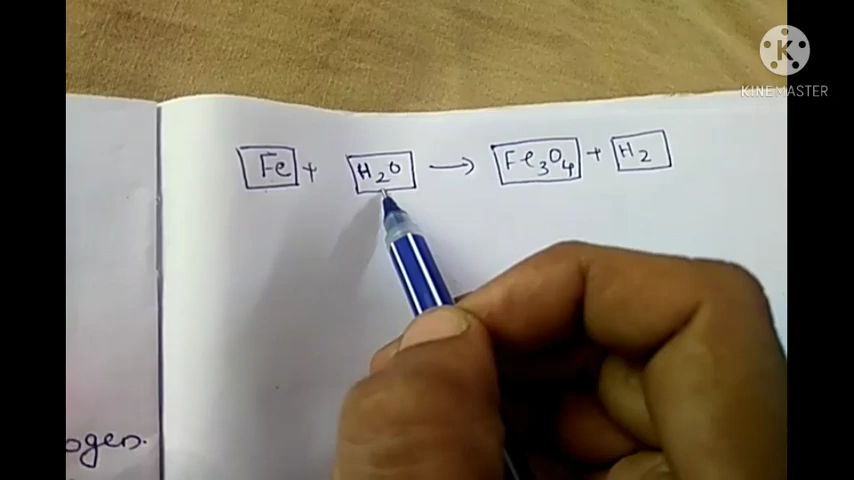 K
KINEMASTER
Fe + H₂O → Fe₃O₄ + H₂
ogen.